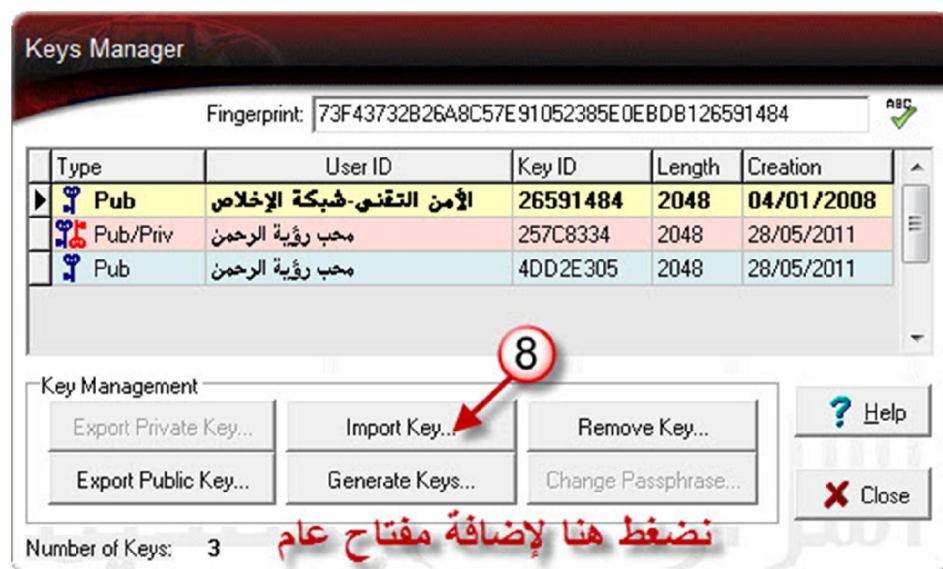 Keys Manager
Fingerprint: 73F43732B26A8C57E91052385E0EBDB126591484
ABC
Type User ID Key ID Length Creation
Pub الأمن التقني-شبكة الإخلاص 26591484 2048 04/01/2008
Pub/Priv محب رؤية الرحمن 257C8334 2048 28/05/2011
Pub محب رؤية الرحمن 4DD2E305 2048 28/05/2011
8
Key Management
Export Private Key... Import Key... Remove Key... Help
Export Public Key... Generate Keys... Change Passphrase... Close
نضغط هنا لإضافة مفتاح عام
Number of Keys: 3